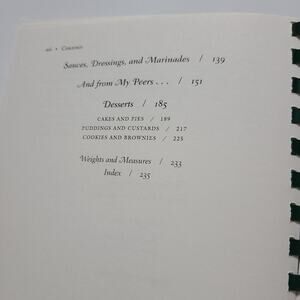 xii • Contents
Sauces, Dressings, and Marinades / 139
And from My Peers . . . / 151
Desserts / 185
CAKES AND PIES / 189
PUDDINGS AND CUSTARDS / 217
COOKIES AND BROWNIES / 225
Weights and Measures / 233
Index / 235